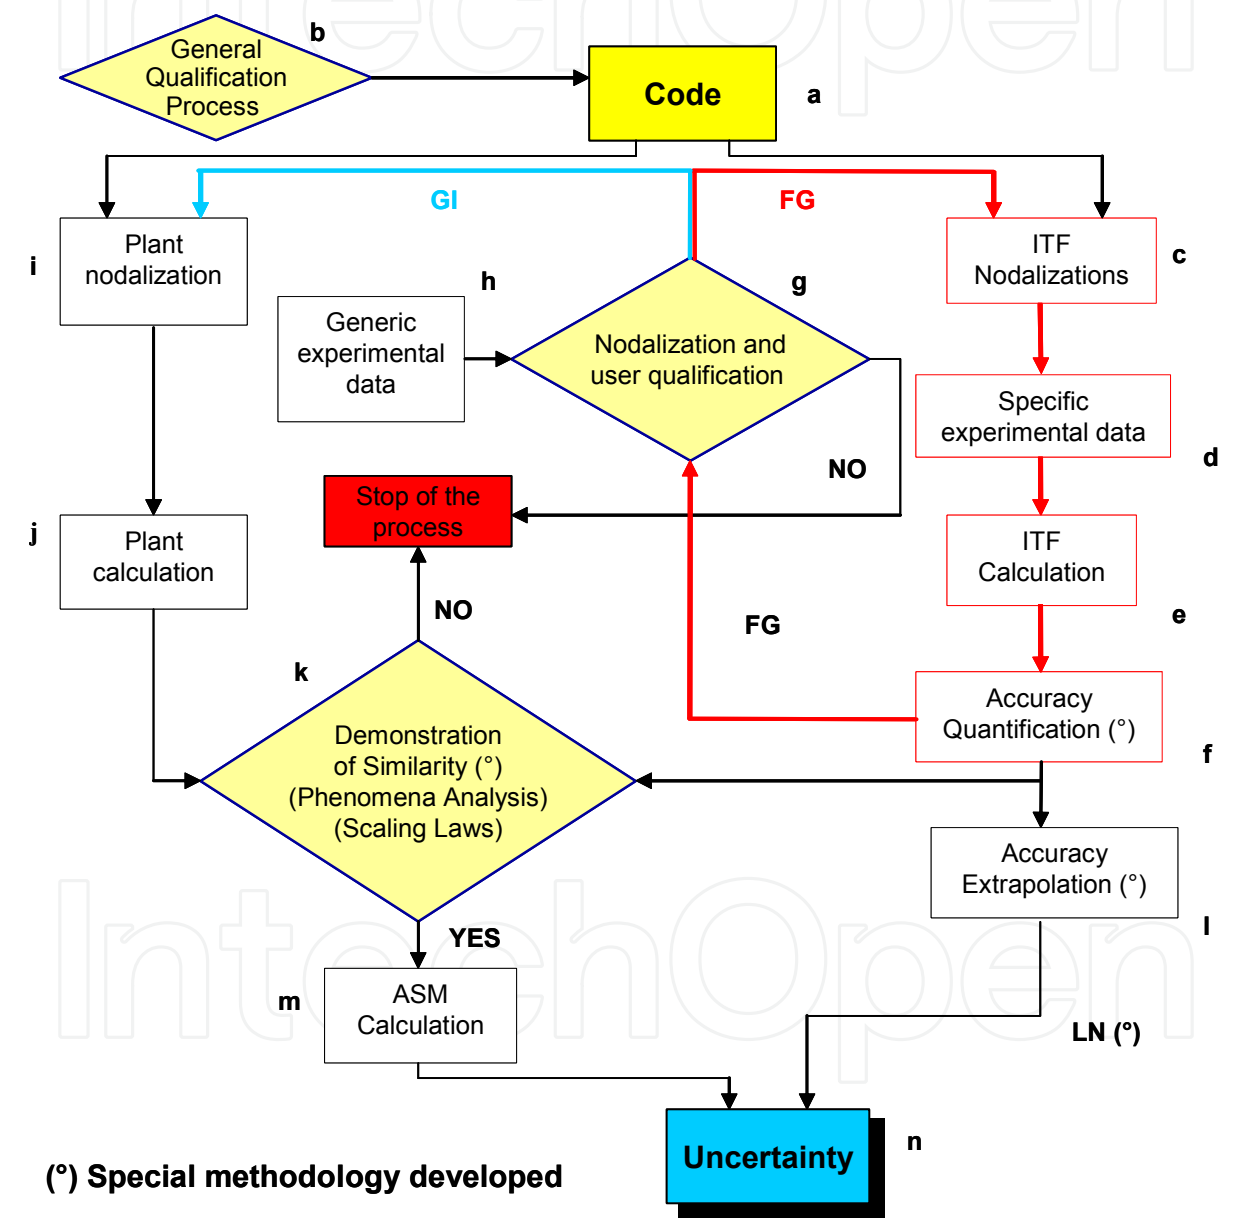 IntechOpen
b
General
Qualification
Process
Code
a
GI
FG
i
Plant
nodalization
h
Generic
experimental
data
g
Nodalization and
user qualification
ITF
Nodalizations
c
Specific
experimental data
d
NO
Stop of the
process
j
Plant
calculation
ITF
Calculation
e
NO
FG
k
Demonstration
of Similarity (°)
(Phenomena Analysis)
(Scaling Laws)
Accuracy
Quantification (°)
f
Accuracy
Extrapolation (°)
l
YES
m
ASM
Calculation
LN (°)
IntechOpen
Uncertainty
n
(°) Special methodology developed